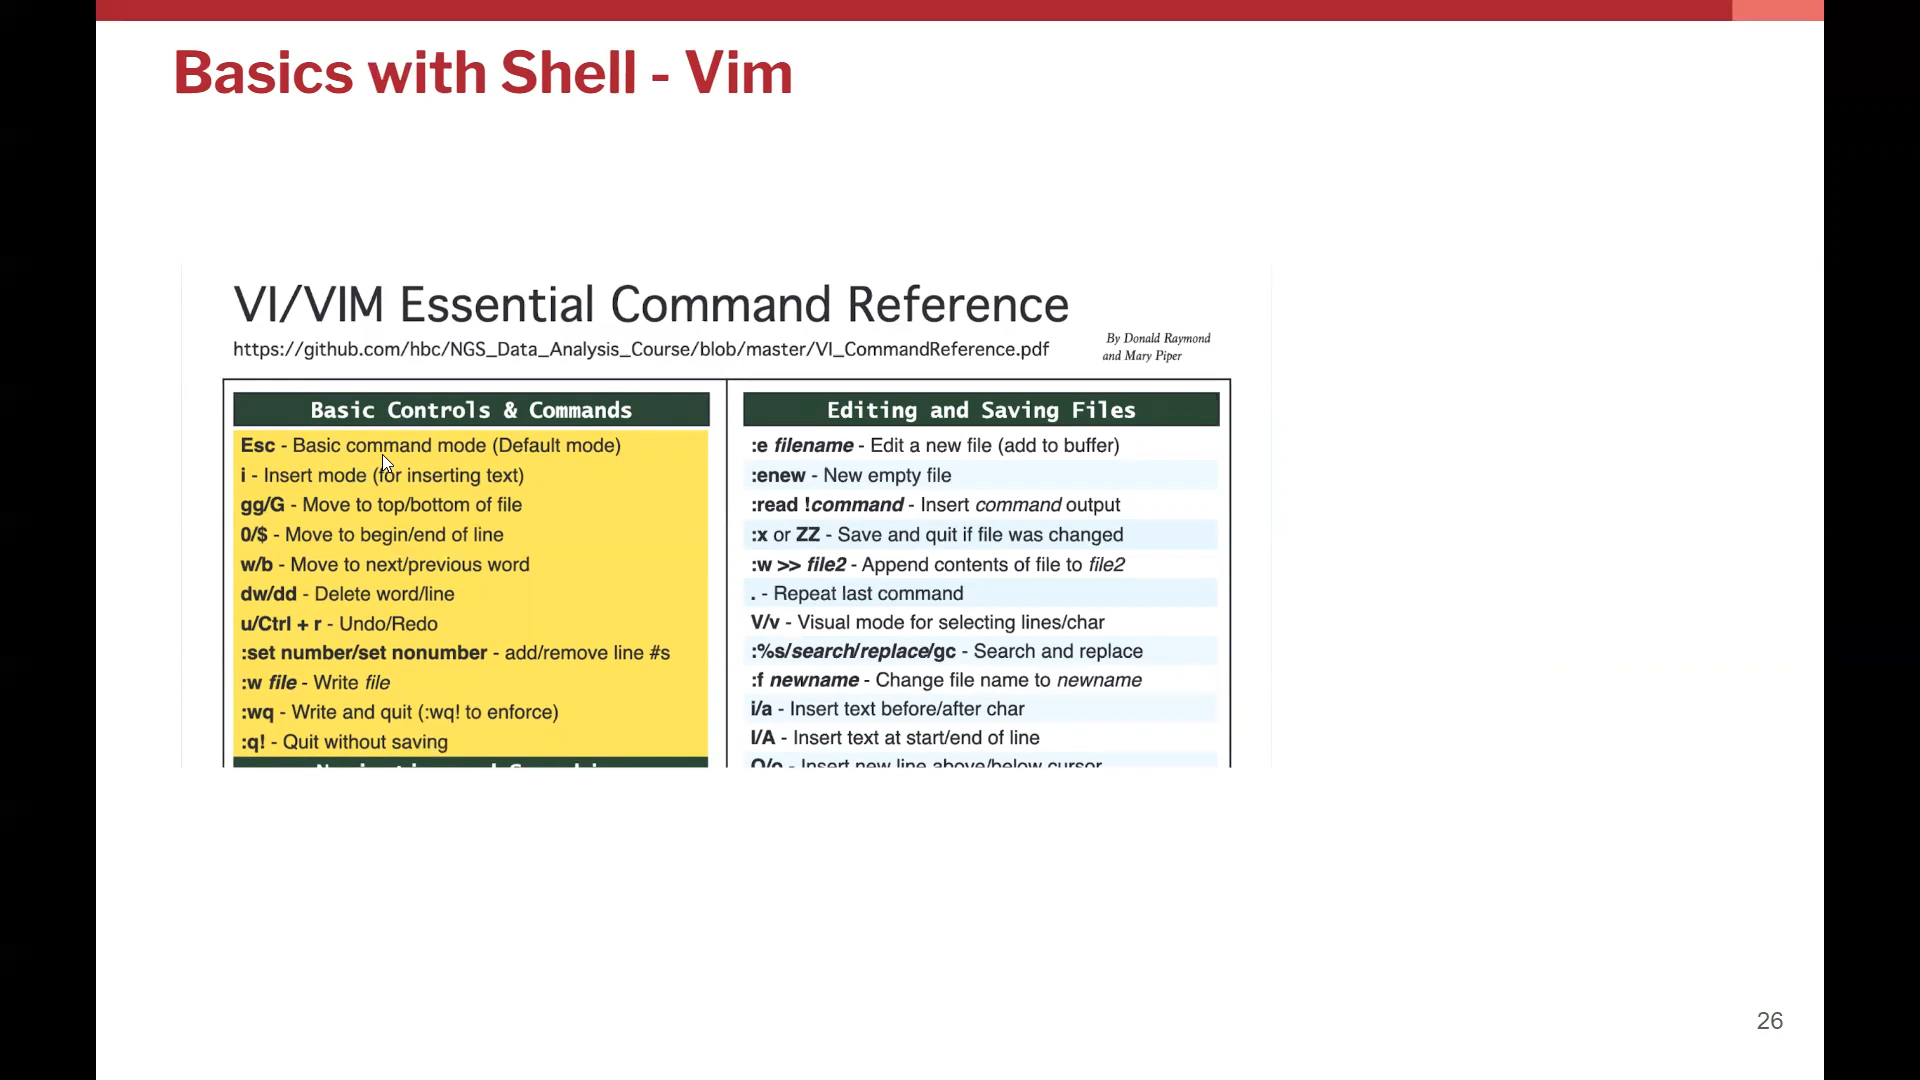 Basics with Shell - Vim
VI/VIM Essential Command Reference
https://github.com/hbc/NGS_Data_Analysis_Course/blob/master/VI_CommandReference.pdf
By Donald Raymond
and Mary Piper
Basic Controls & Commands
Esc - Basic command mode (Default mode)
i - Insert mode (for inserting text)
gg/G - Move to top/bottom of file
0/$ - Move to begin/end of line
w/b - Move to next/previous word
dw/dd - Delete word/line
u/Ctrl + r - Undo/Redo
:set number/set nonumber - add/remove line #s
:w file - Write file
:wq - Write and quit (:wq! to enforce)
:q! - Quit without saving
Editing and Saving Files
:e filename - Edit a new file (add to buffer)
:enew - New empty file
:read !command - Insert command output
:x or ZZ - Save and quit if file was changed
:w >> file2 - Append contents of file to file2
. - Repeat last command
V/v - Visual mode for selecting lines/char
:%s/search/replace/gc - Search and replace
:f newname - Change file name to newname
i/a - Insert text before/after char
I/A - Insert text at start/end of line
O/o - Insert new line above/below cursor
26